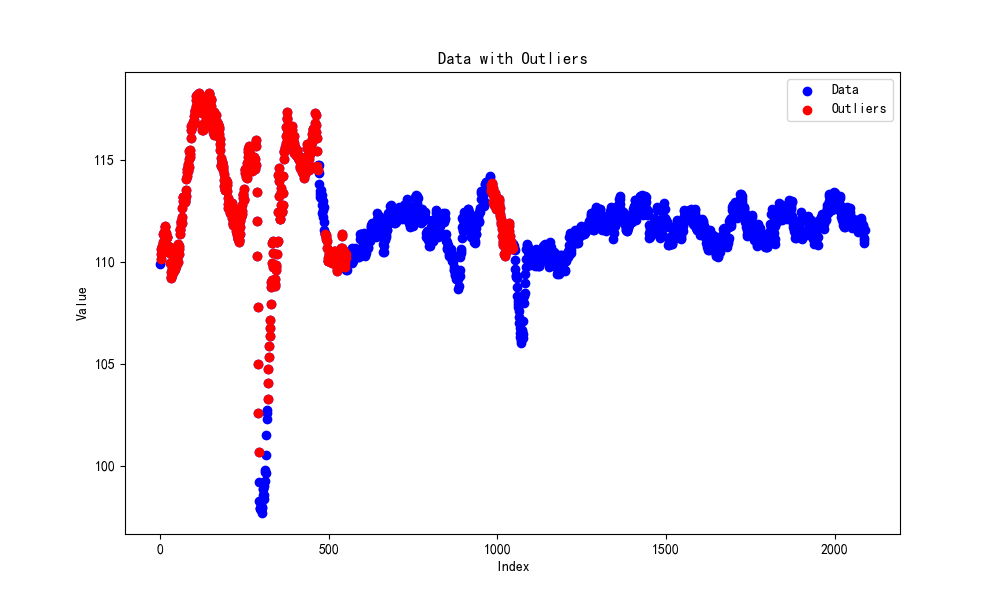 Data with Outliers
Data
Outliers
115
110
105
100
Value
0 500 1000 1500 2000
Index